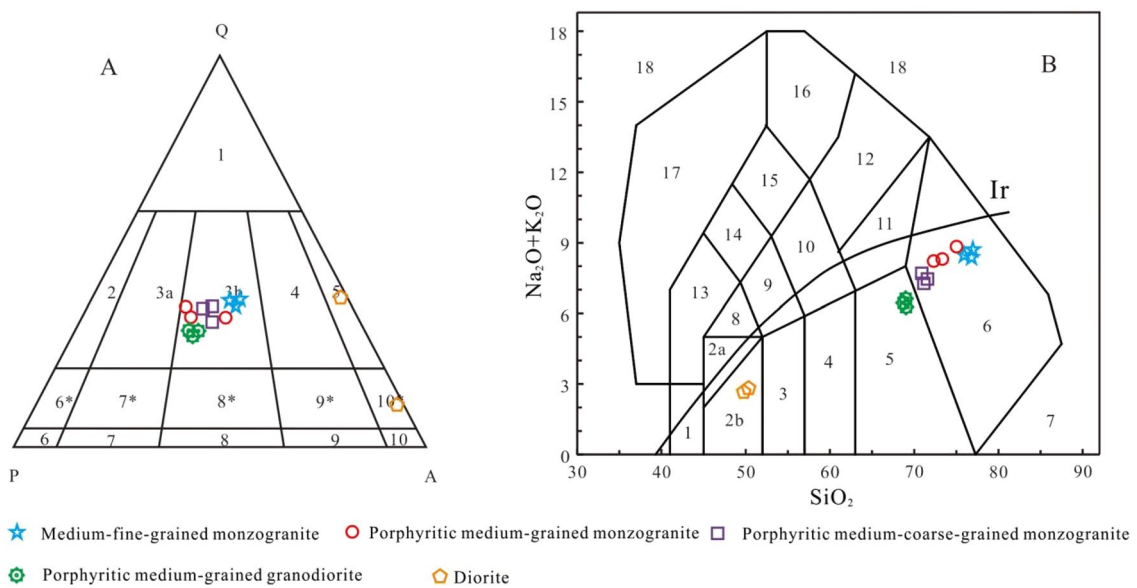 A
Q
1
2
3a
3b
4
5
6*
7*
8*
9*
10*
6
7
8
9
10
P
A
B
18
15
12
9
6
3
0
Na₂O+K₂O
18
18
16
17
12
15
11
Ir
14
10
13
9
8
6
2a
4
5
3
2b
1
7
30
40
50
60
70
80
90
SiO₂
Medium-fine-grained monzogranite
Porphyritic medium-grained monzogranite
Porphyritic medium-coarse-grained monzogranite
Porphyritic medium-grained granodiorite
Diorite